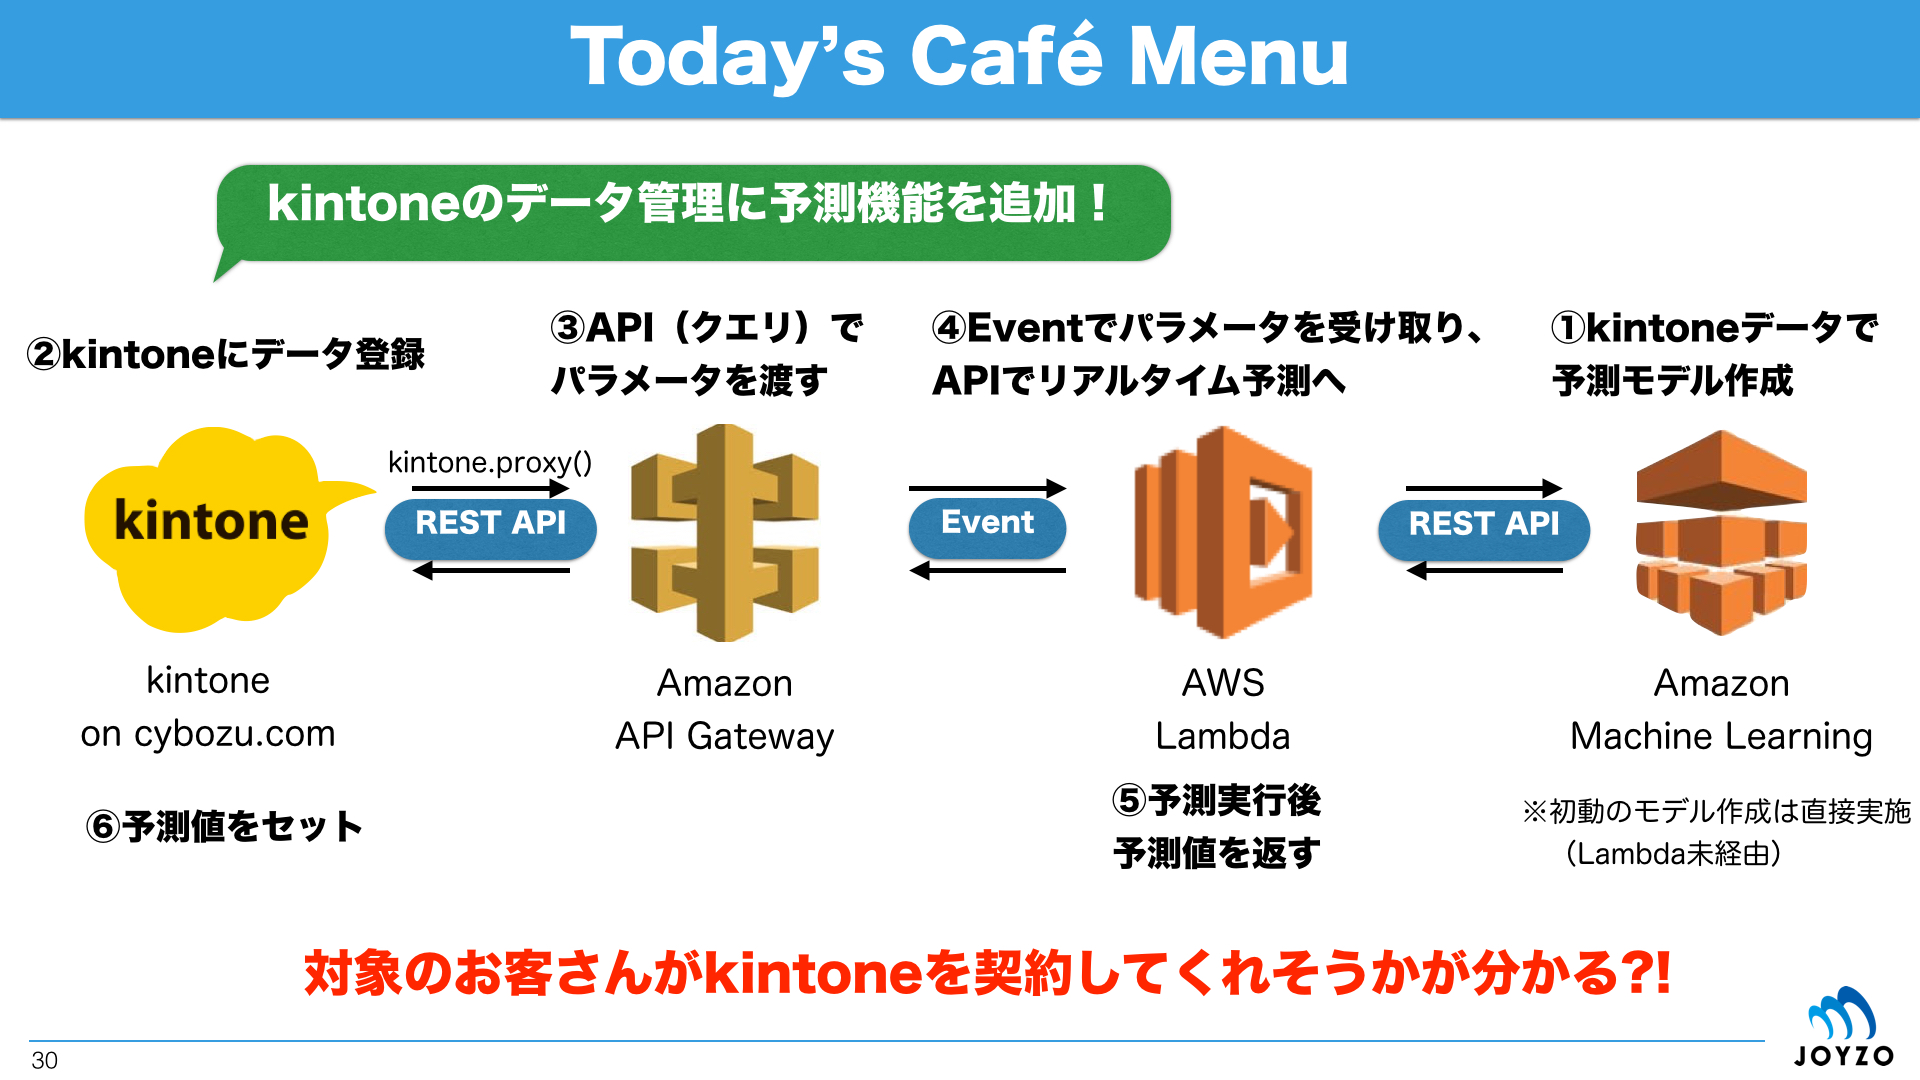 Today’s Café Menu
kintoneのデータ管理に予測機能を追加！
②kintoneにデータ登録
③API（クエリ）で
パラメータを渡す
④Eventでパラメータを受け取り、
APIでリアルタイム予測へ
①kintoneデータで
予測モデル作成
kintone
kintone.proxy()
REST API
Event
REST API
kintone
on cybozu.com
Amazon
API Gateway
AWS
Lambda
Amazon
Machine Learning
⑥予測値をセット
⑤予測実行後
予測値を返す
※初動のモデル作成は直接実施
（Lambda未経由）
対象のお客さんがkintoneを契約してくれそうかが分かる?!
30
JOYZO